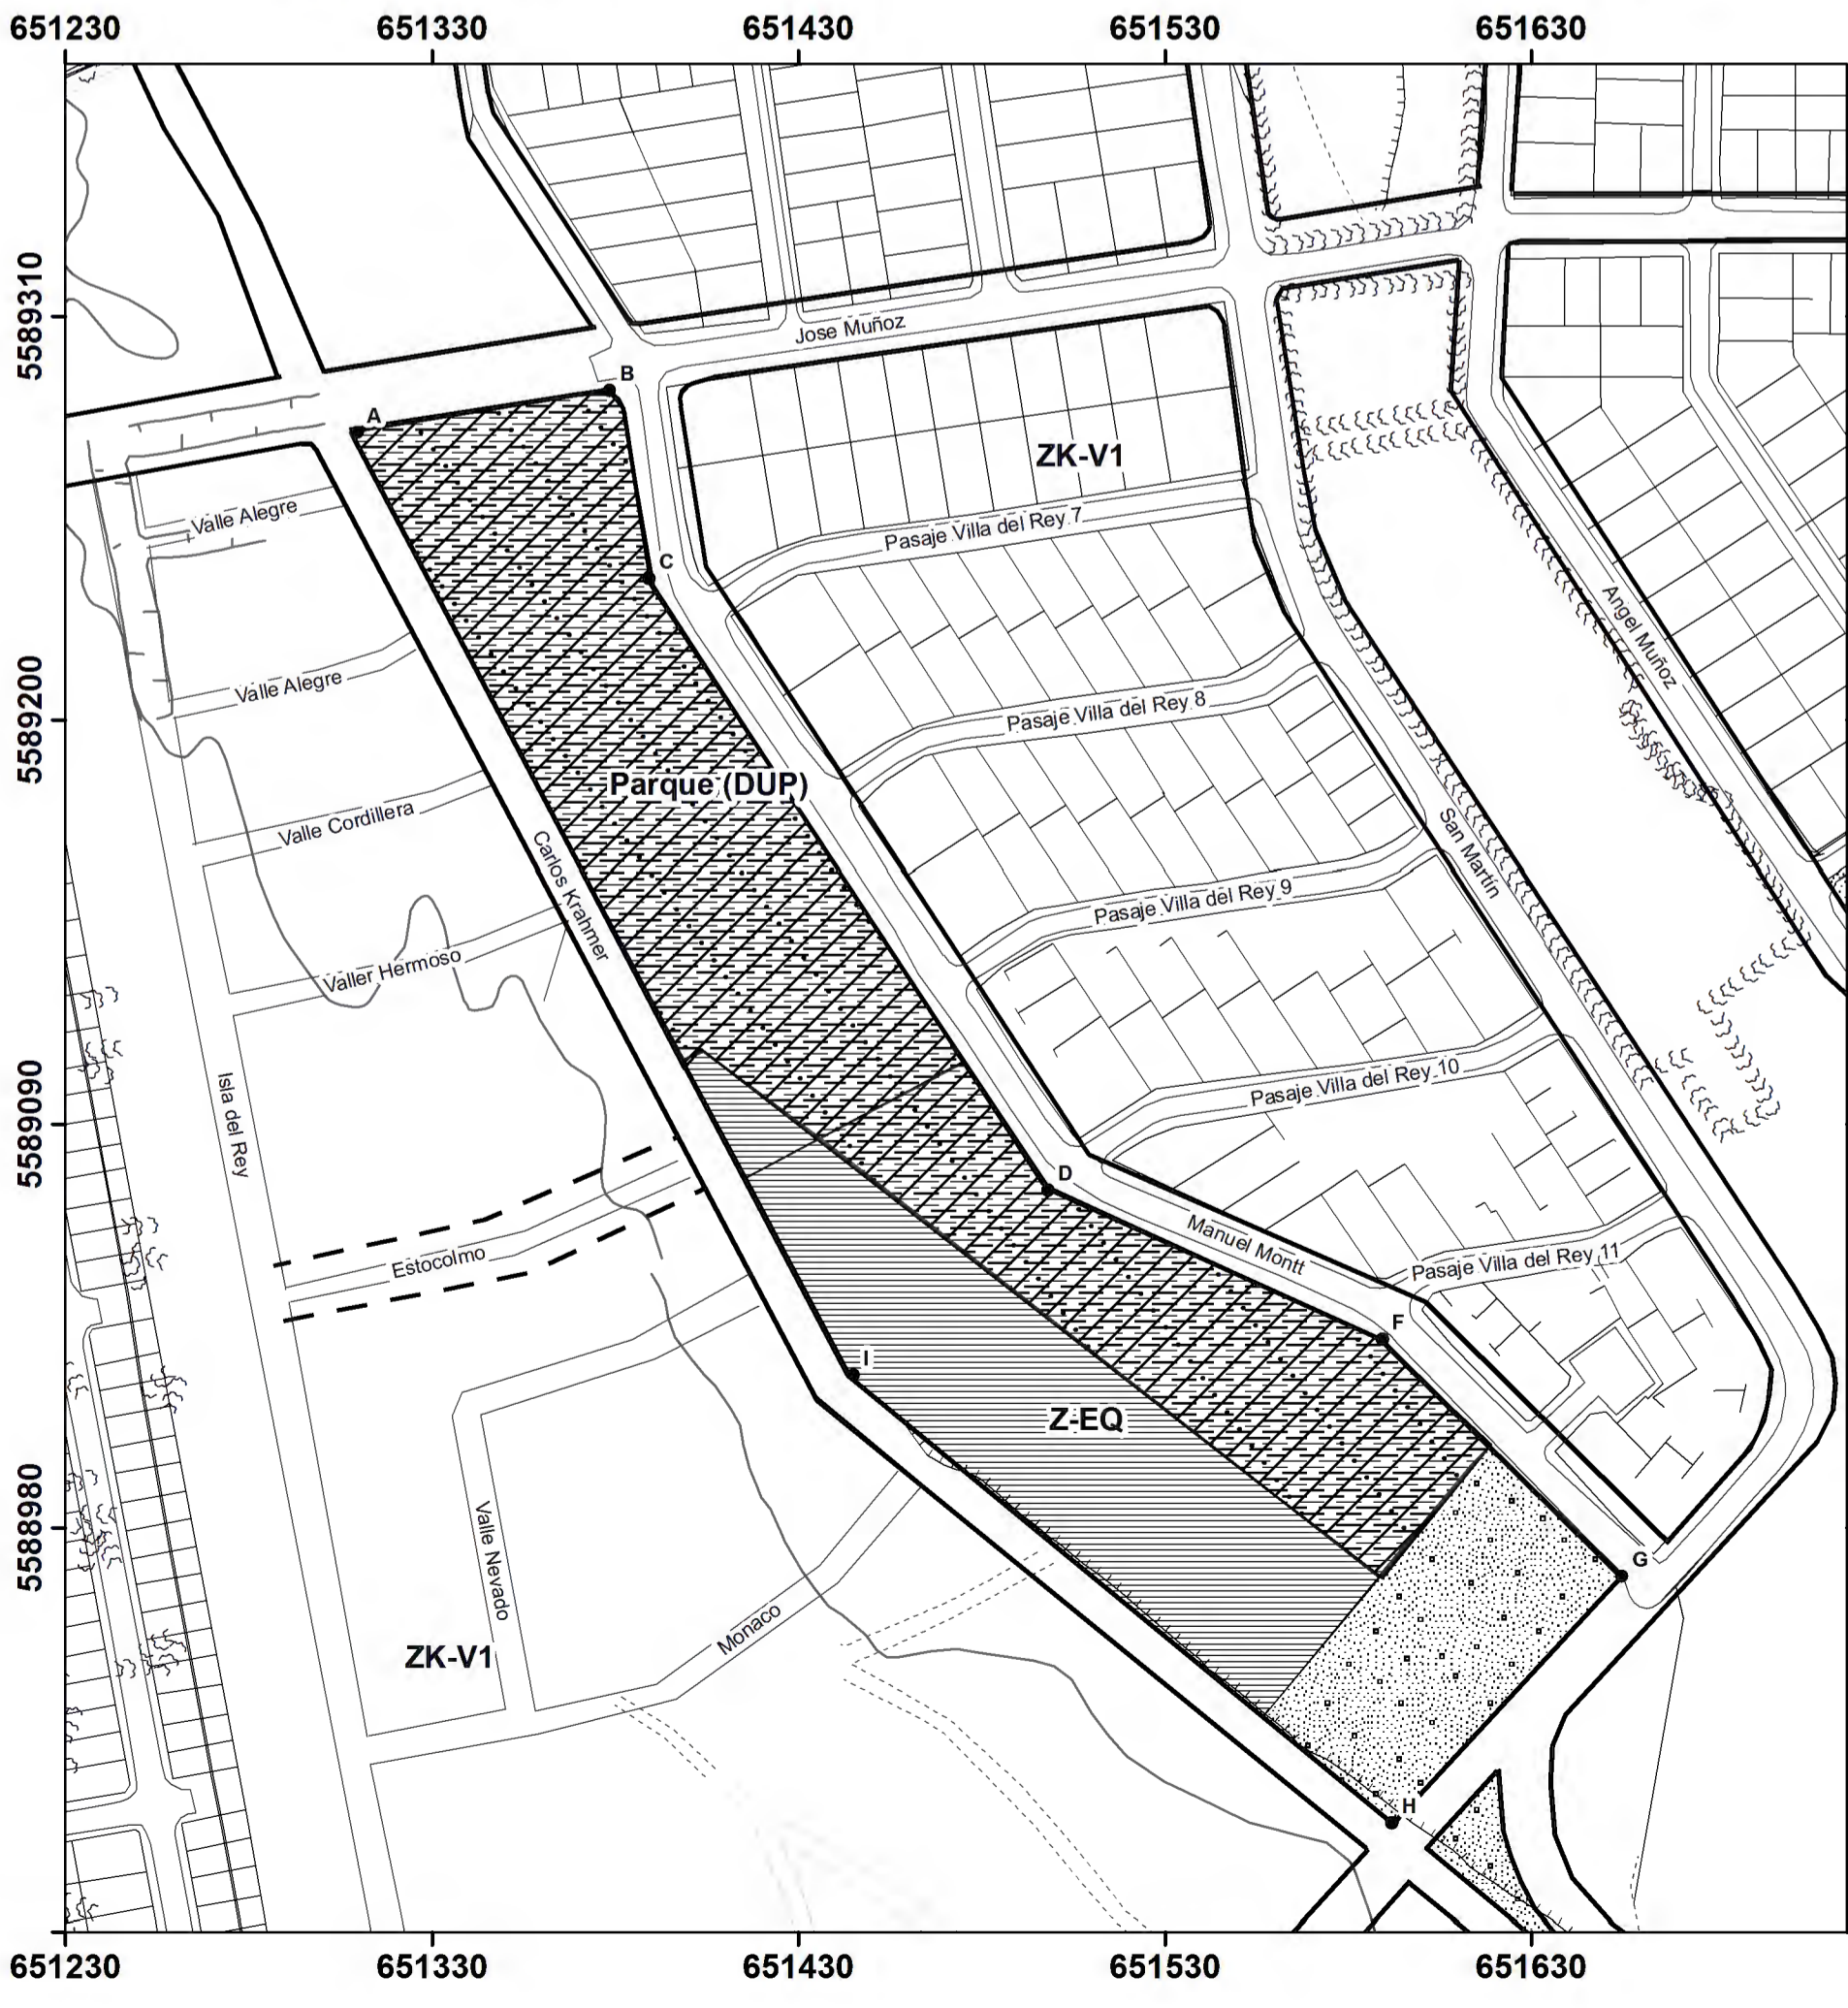 651230 651330 651430 651530 651630
5589310
Jose Muñoz
B
A
ZK-V1
Valle Alegre
Pasaje Villa del Rey 7
C
Angel Muñoz
5589200
Valle Alegre
Pasaje Villa del Rey 8
Parque (DUP)
Valle Cordillera
Carlos Krahmer
San Martín
Pasaje Villa del Rey 9
Valler Hermoso
5589090
Isla del Rey
Pasaje Villa del Rey 10
D
Manuel Montt
Estocolmo
Pasaje Villa del Rey 11
F
I
Z-EQ
5588980
Valle Nevado
G
Monaco
ZK-V1
H
651230 651330 651430 651530 651630